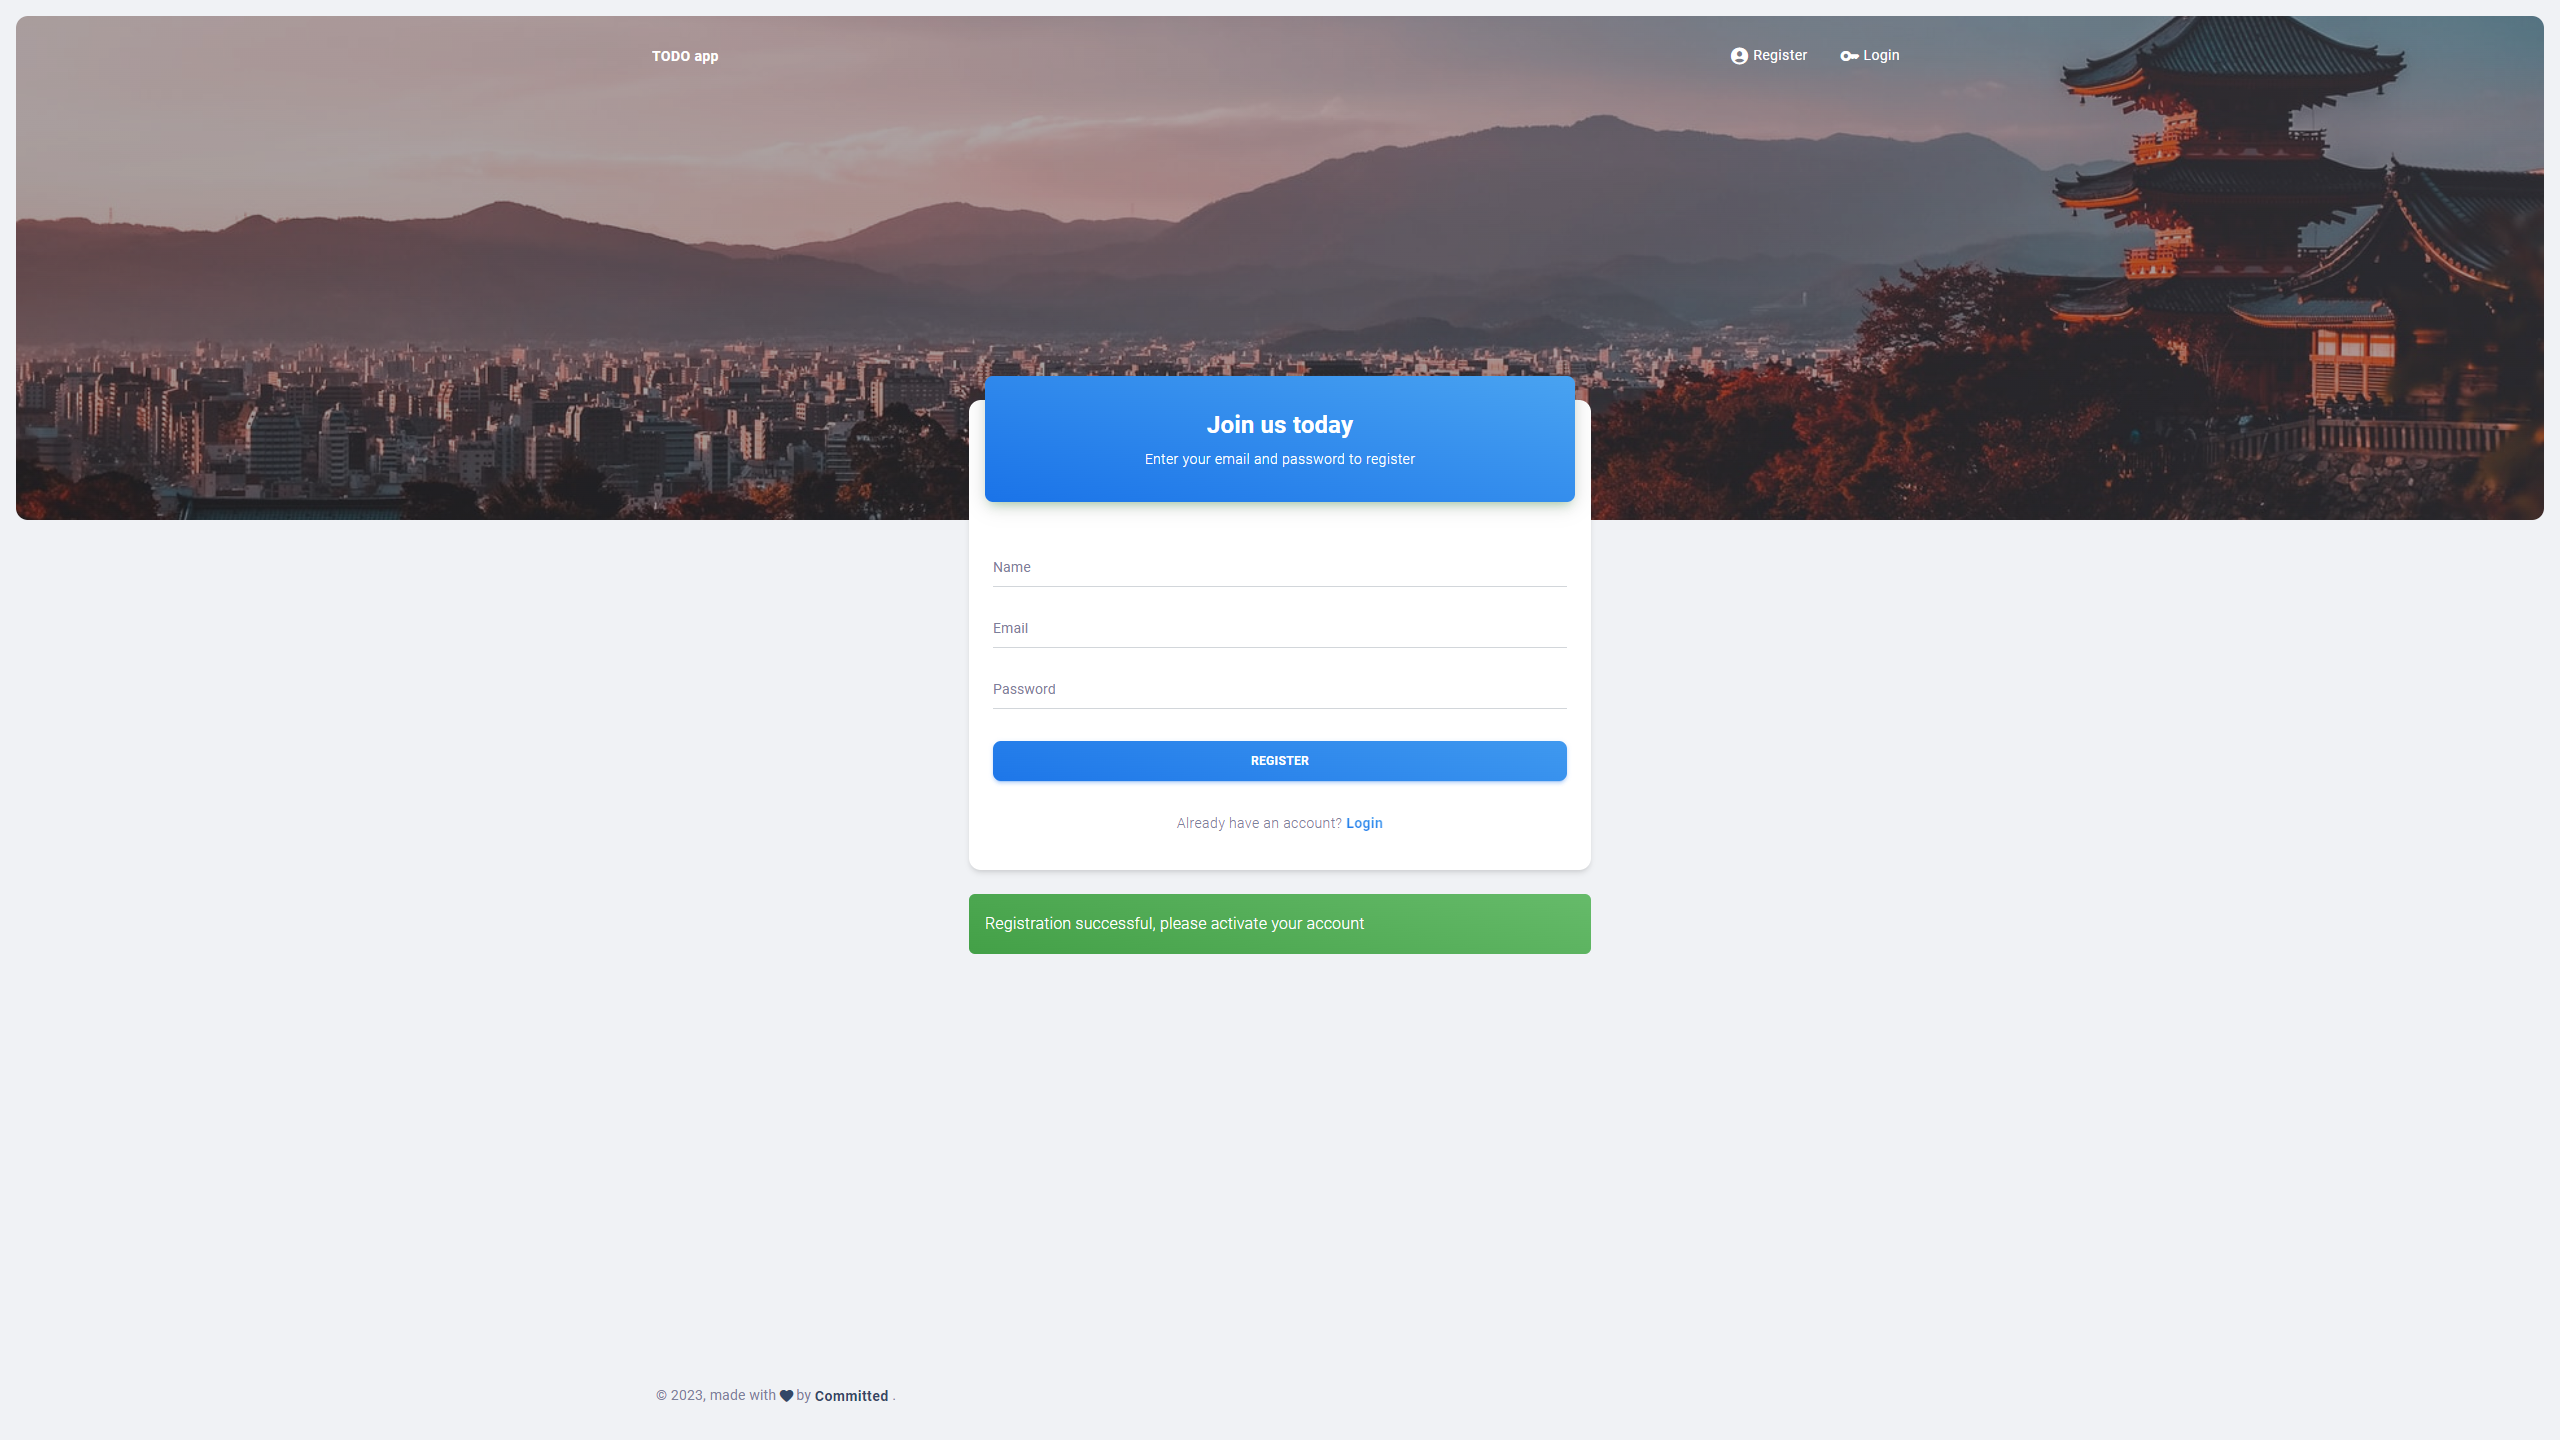 TODO app
Register
Login
Join us today
Enter your email and password to register
Name
Email
Password
REGISTER
Already have an account? Login
Registration successful, please activate your account
© 2023, made with by Committed .